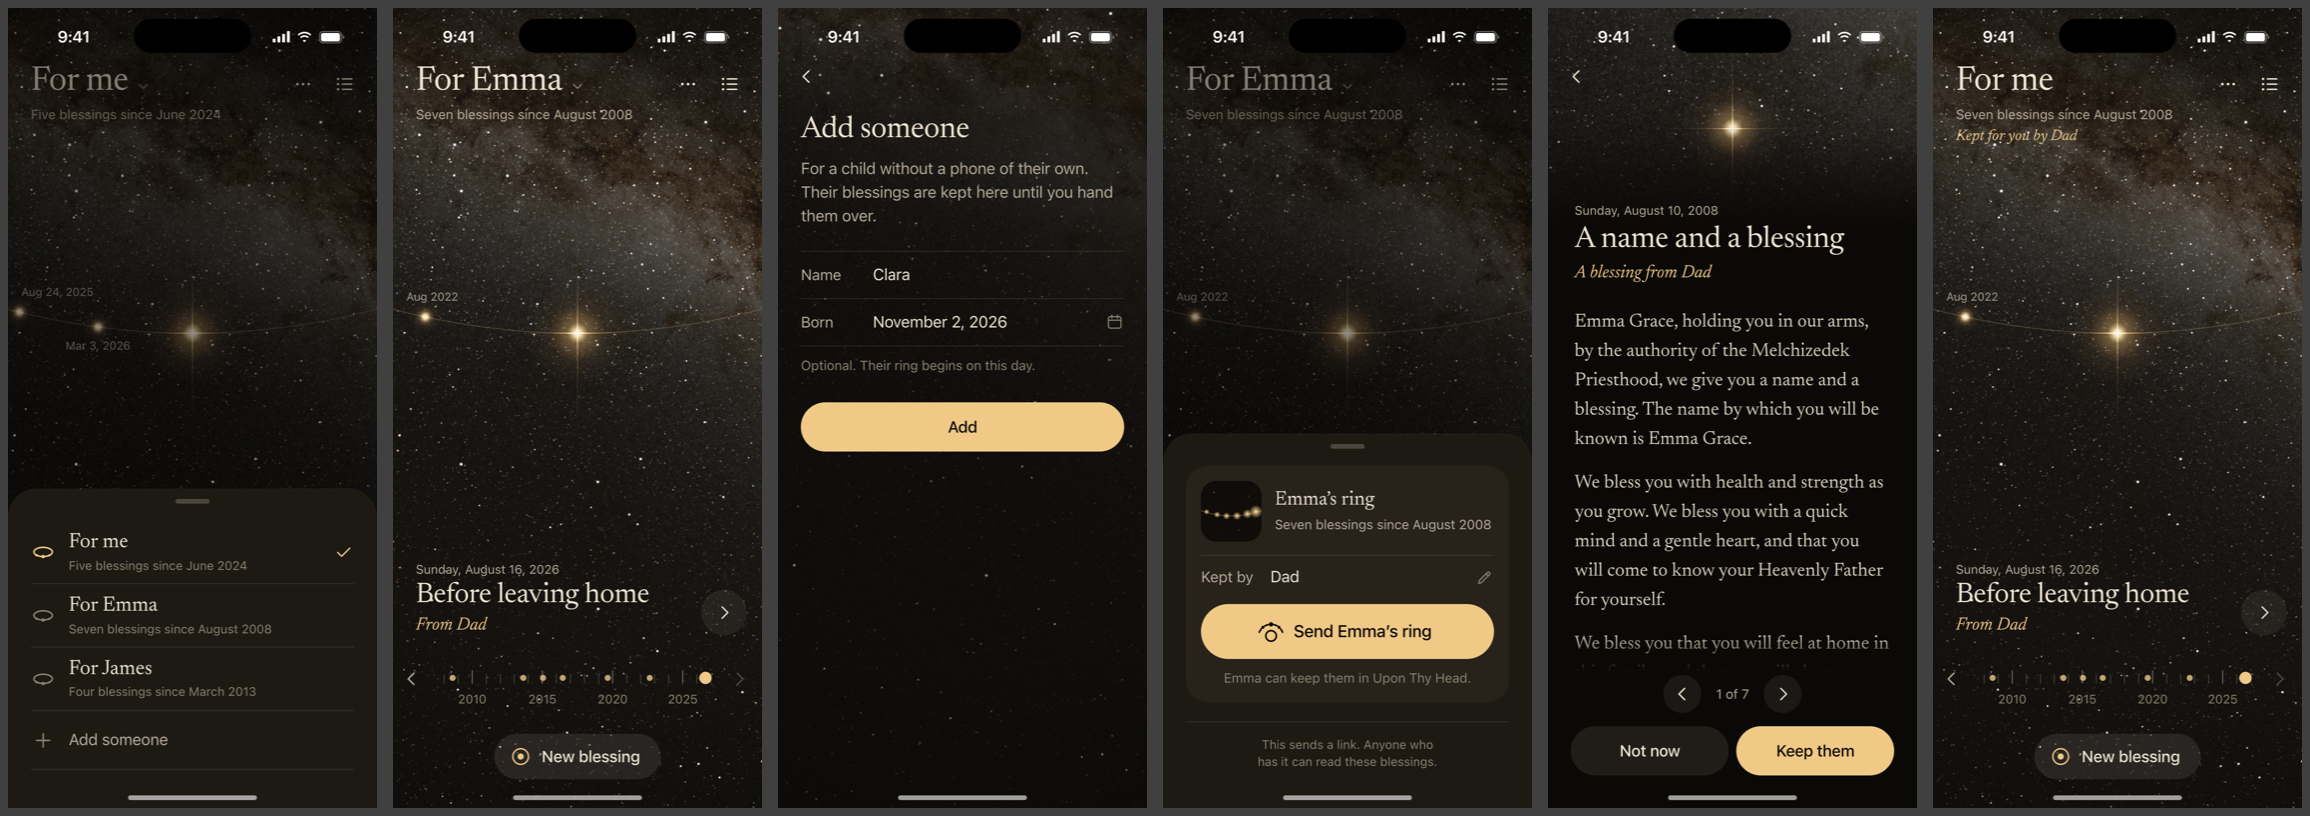 9:41
For me
Five blessings since June 2024
Aug 24, 2025
Mar 3, 2026
For me
Five blessings since June 2024
For Emma
Seven blessings since August 2008
For James
Four blessings since March 2013
Add someone
9:41
For Emma
Seven blessings since August 2008
Aug 2022
Sunday, August 16, 2026
Before leaving home
From Dad
2010 2015 2020 2025
New blessing
9:41
Add someone
For a child without a phone of their own.
Their blessings are kept here until you hand
them over.
Name Clara
Born November 2, 2026
Optional. Their ring begins on this day.
Add
9:41
For Emma
Seven blessings since August 2008
Aug 2022
Emma’s ring
Seven blessings since August 2008
Kept by Dad
Send Emma’s ring
Emma can keep them in Upon Thy Head.
This sends a link. Anyone who
has it can read these blessings.
9:41
Sunday, August 10, 2008
A name and a blessing
A blessing from Dad
Emma Grace, holding you in our arms,
by the authority of the Melchizedek
Priesthood, we give you a name and a
blessing. The name by which you will be
known is Emma Grace.
We bless you with health and strength as
you grow. We bless you with a quick
mind and a gentle heart, and that you
will come to know your Heavenly Father
for yourself.
We bless you that you will feel at home in
1 of 7
Not now
Keep them
9:41
For me
Seven blessings since August 2008
Kept for you by Dad
Aug 2022
Sunday, August 16, 2026
Before leaving home
From Dad
2010 2015 2020 2025
New blessing